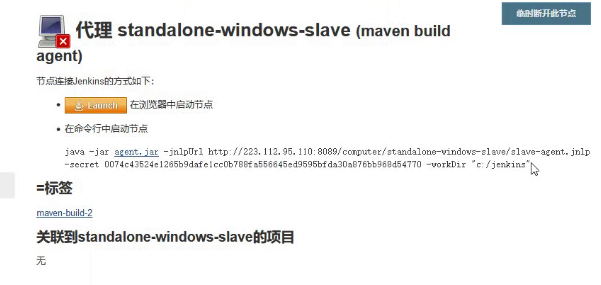 临时断开此节点
代理 standalone-windows-slave (maven build
agent)
节点连接Jenkins的方式如下：
Launch 在浏览器中启动节点
在命令行中启动节点
java -jar agent.jar -jnlpUrl http://223.112.95.110:8089/computer/standalone-windows-slave/slave-agent.jnlp
-secret 0074c43524e1265b9dafe1cc0b788fa556645ed9595bfda30a876bb968d54770 -workDir "c:/jenkins"
=标签
maven-build-2
关联到standalone-windows-slave的项目
无